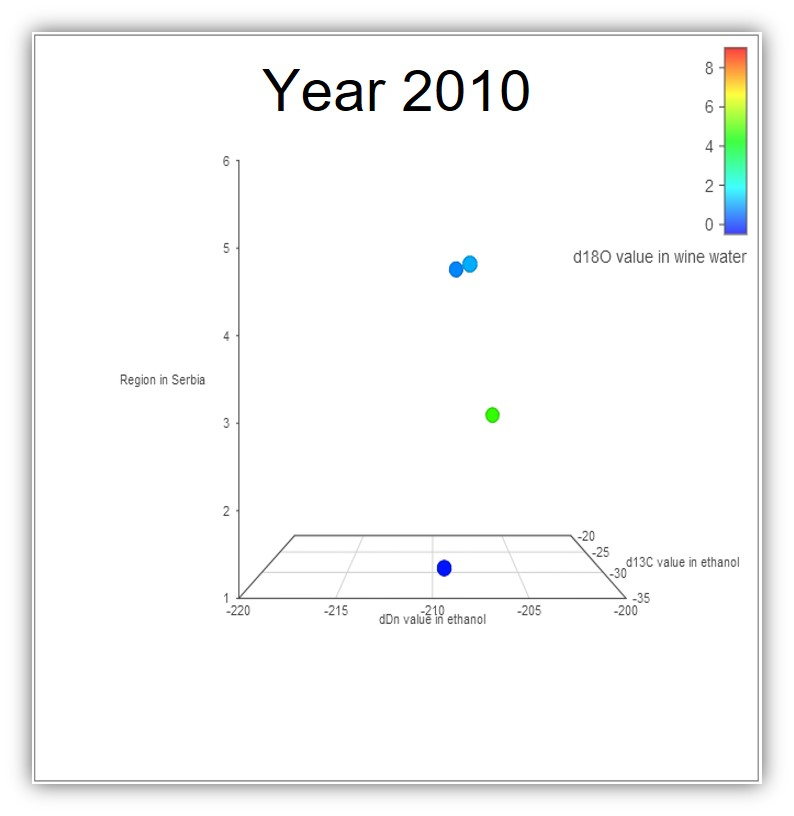 Year 2010
8
6
4
2
0
d18O value in wine water
6
5
4
3
2
1
Region in Serbia
-20
-25
-30
-35
d13C value in ethanol
-220 -215 -210 -205 -200
dDn value in ethanol